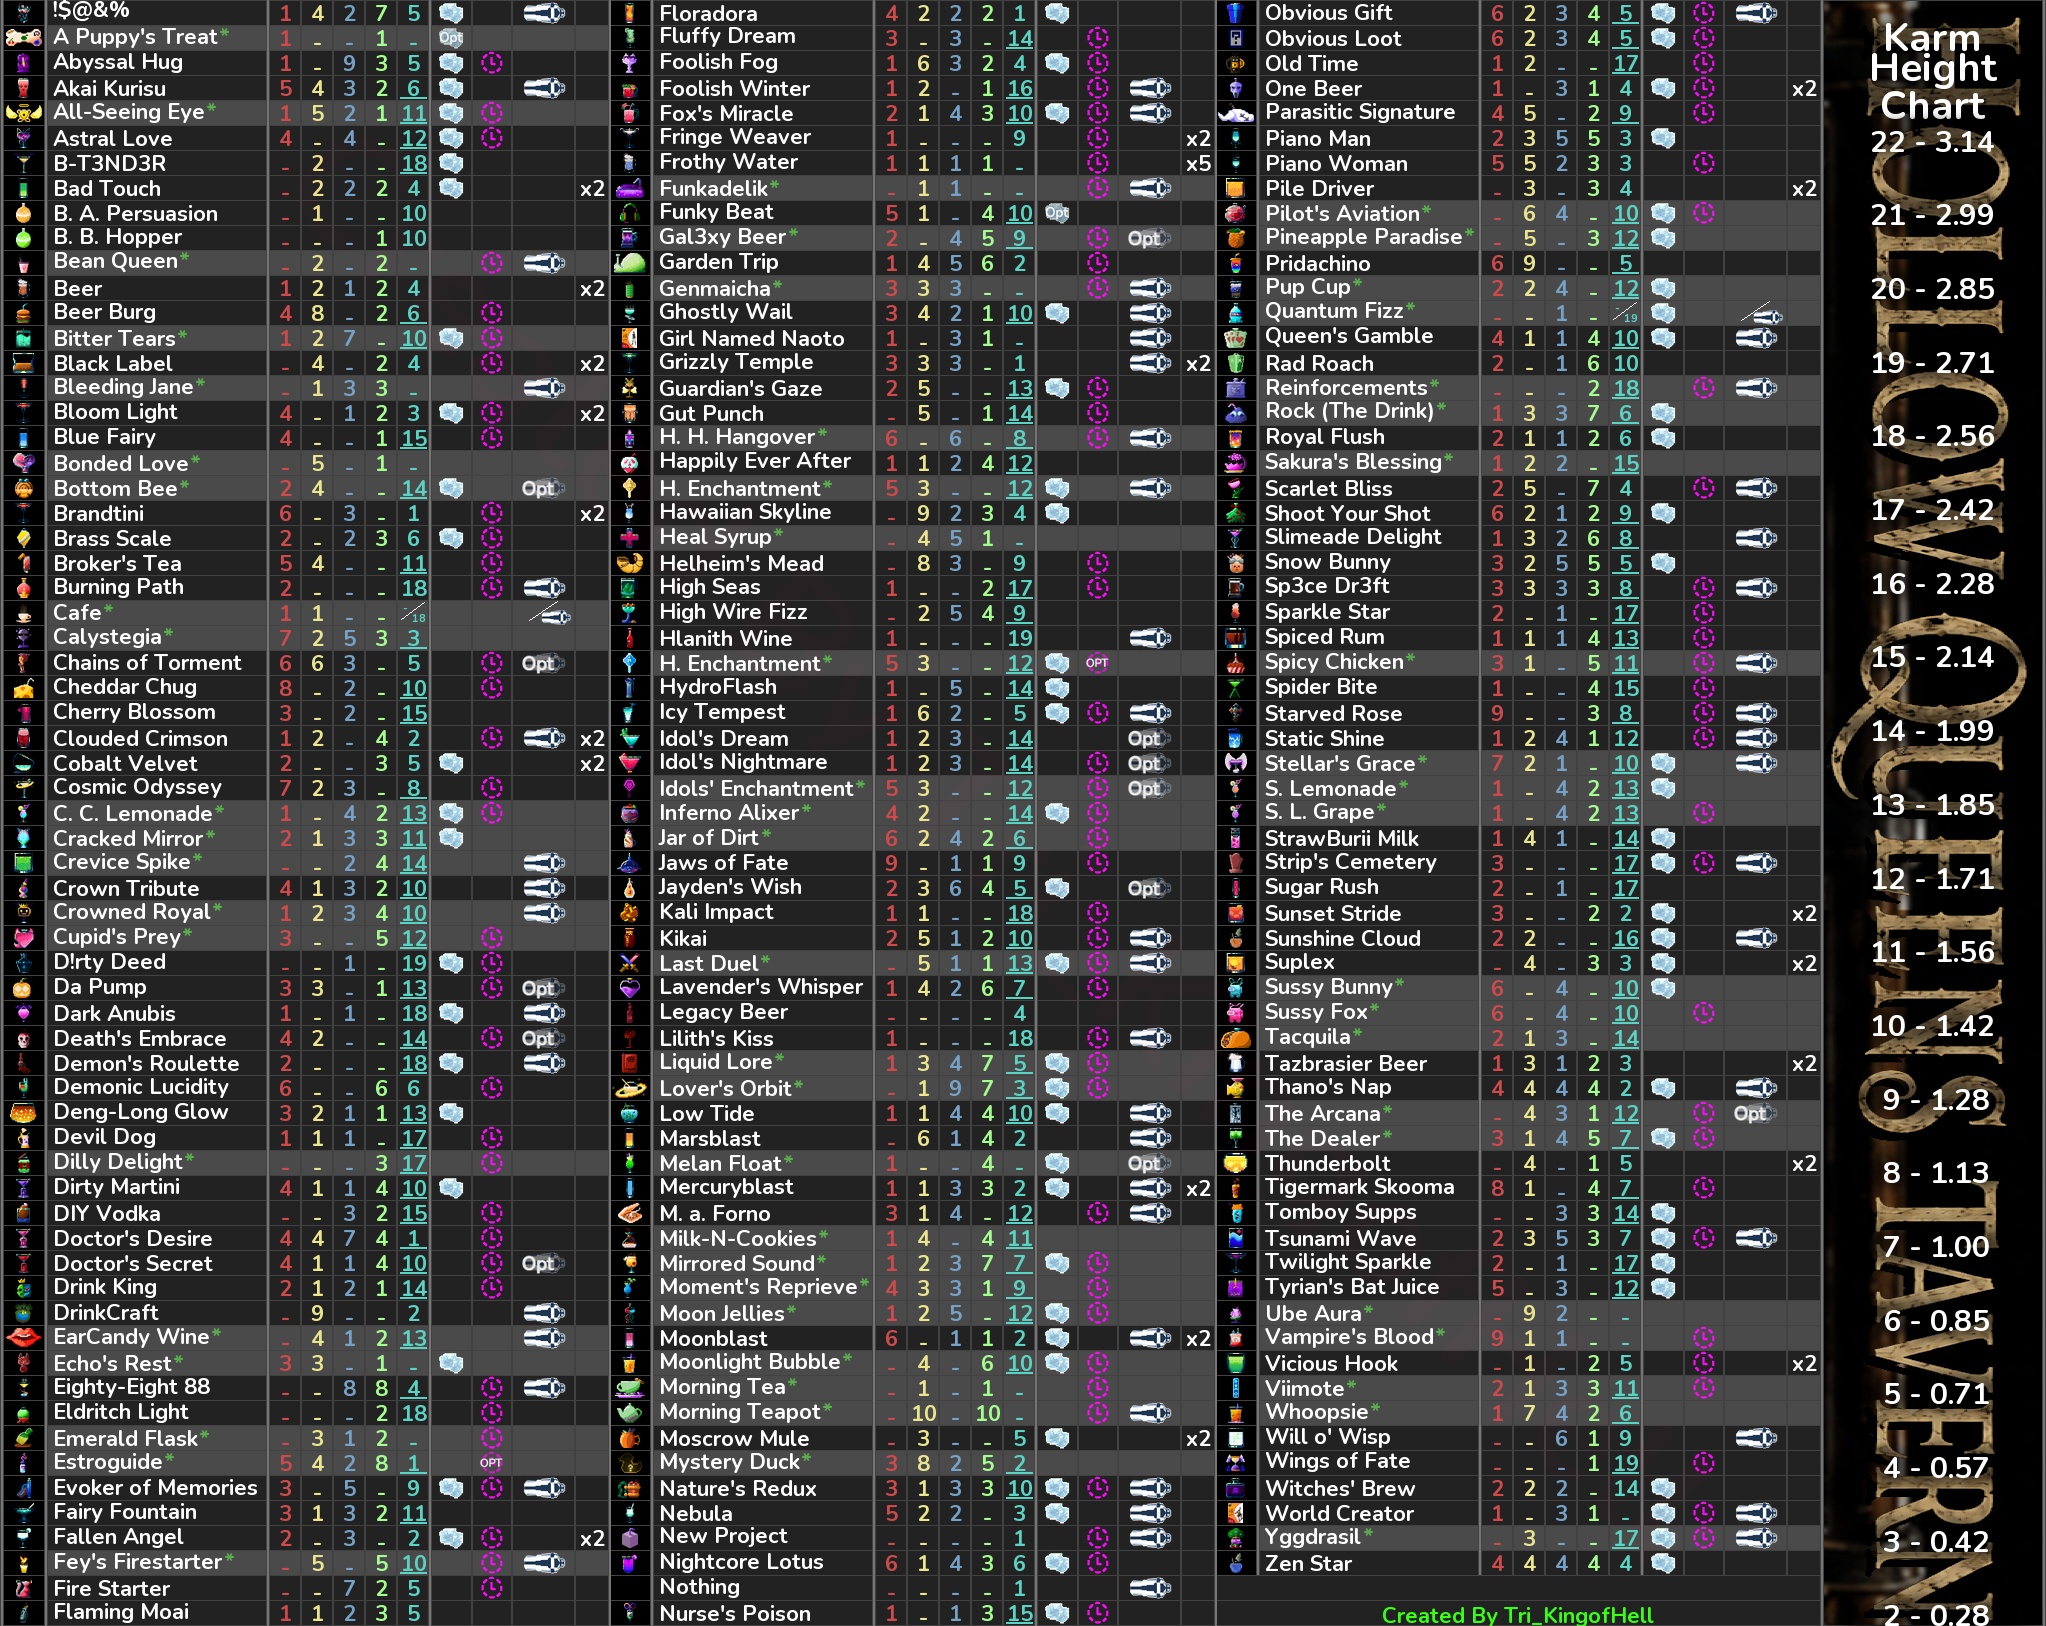 !$@&% 1 4 2 7 5
A Puppy's Treat* 1 - - 1 - Opt
Abyssal Hug 1 - 9 3 5
Akai Kurisu 5 4 3 2 6
All-Seeing Eye* 1 5 2 1 11
Astral Love 4 - 4 - 12
B-T3ND3R - 2 - - 18
Bad Touch - 2 2 2 4 x2
B. A. Persuasion - 1 - - 10
B. B. Hopper - - - 1 10
Bean Queen* - 2 - 2 -
Beer 1 2 1 2 4 x2
Beer Burg 4 8 - 2 6
Bitter Tears* 1 2 7 - 10
Black Label - 4 - 2 4 x2
Bleeding Jane* - 1 3 3 -
Bloom Light 4 - 1 2 3 x2
Blue Fairy 4 - - 1 15
Bonded Love* - 5 - 1 -
Bottom Bee* 2 4 - - 14 Opt
Brandtini 6 - 3 - 1 x2
Brass Scale 2 - 2 3 6
Broker's Tea 5 4 - - 11
Burning Path 2 - - - 18
Cafe* 1 1 - - -/18
Calystegia* 7 2 5 3 3
Chains of Torment 6 6 3 - 5 Opt
Cheddar Chug 8 - 2 - 10
Cherry Blossom 3 - 2 - 15
Clouded Crimson 1 2 - 4 2 x2
Cobalt Velvet 2 - - 3 5 x2
Cosmic Odyssey 7 2 3 - 8
C. C. Lemonade* 1 - 4 2 13
Cracked Mirror* 2 1 3 3 11
Crevice Spike* - - 2 4 14
Crown Tribute 4 1 3 2 10
Crowned Royal* 1 2 3 4 10
Cupid's Prey* 3 - - 5 12
D!rty Deed - - 1 - 19
Da Pump 3 3 - 1 13 Opt
Dark Anubis 1 - 1 - 18
Death's Embrace 4 2 - - 14 Opt
Demon's Roulette 2 - - - 18
Demonic Lucidity 6 - - 6 6
Deng-Long Glow 3 2 1 1 13
Devil Dog 1 1 1 - 17
Dilly Delight* - - - 3 17
Dirty Martini 4 1 1 4 10
DIY Vodka - - 3 2 15
Doctor's Desire 4 4 7 4 1
Doctor's Secret 4 1 1 4 10 Opt
Drink King 2 1 2 1 14
DrinkCraft - 9 - - 2
EarCandy Wine* - 4 1 2 13
Echo's Rest* 3 3 - 1 -
Eighty-Eight 88 - - 8 8 4
Eldritch Light - - - 2 18
Emerald Flask* - 3 1 2 -
Estroguide* 5 4 2 8 1 OPT
Evoker of Memories 3 - 5 - 9
Fairy Fountain 3 1 3 2 11
Fallen Angel 2 - 3 - 2 x2
Fey's Firestarter* - 5 - 5 10
Fire Starter - - 7 2 5
Flaming Moai 1 1 2 3 5
Floradora 4 2 2 2 1
Fluffy Dream 3 - 3 - 14
Foolish Fog 1 6 3 2 4
Foolish Winter 1 2 - 1 16
Fox's Miracle 2 1 4 3 10
Fringe Weaver 1 - - - 9 x2
Frothy Water 1 1 1 1 - x5
Funkadelik* - 1 1 - -
Funky Beat 5 1 - 4 10 Opt
Gal3xy Beer* 2 - 4 5 9 Opt
Garden Trip 1 4 5 6 2
Genmaicha* 3 3 3 - -
Ghostly Wail 3 4 2 1 10
Girl Named Naoto 1 - 3 1 -
Grizzly Temple 3 3 3 - 1 x2
Guardian's Gaze 2 5 - - 13
Gut Punch - 5 - 1 14
H. H. Hangover* 6 - 6 - 8
Happily Ever After 1 1 2 4 12
H. Enchantment* 5 3 - - 12
Hawaiian Skyline - 9 2 3 4
Heal Syrup* - 4 5 1 -
Helheim's Mead - 8 3 - 9
High Seas 1 - - 2 17
High Wire Fizz - 2 5 4 9
Hlanith Wine 1 - - - 19
H. Enchantment* 5 3 - - 12 OPT
HydroFlash 1 - 5 - 14
Icy Tempest 1 6 2 - 5
Idol's Dream 1 2 3 - 14 Opt
Idol's Nightmare 1 2 3 - 14 Opt
Idols' Enchantment* 5 3 - - 12 Opt
Inferno Alixer* 4 2 - - 14
Jar of Dirt* 6 2 4 2 6
Jaws of Fate 9 - 1 1 9
Jayden's Wish 2 3 6 4 5 Opt
Kali Impact 1 1 - - 18
Kikai 2 5 1 2 10
Last Duel* - 5 1 1 13
Lavender's Whisper 1 4 2 6 7
Legacy Beer - - - - 4
Lilith's Kiss 1 - - - 18
Liquid Lore* 1 3 4 7 5
Lover's Orbit* - 1 9 7 3
Low Tide 1 1 4 4 10
Marsblast - 6 1 4 2
Melan Float* 1 - - 4 - Opt
Mercuryblast 1 1 3 3 2 x2
M. a. Forno 3 1 4 - 12
Milk-N-Cookies* 1 4 - 4 11
Mirrored Sound* 1 2 3 7 7
Moment's Reprieve* 4 3 3 1 9
Moon Jellies* 1 2 5 - 12
Moonblast 6 - 1 1 2 x2
Moonlight Bubble* - 4 - 6 10
Morning Tea* - 1 - 1 -
Morning Teapot* - 10 - 10 -
Moscrow Mule - 3 - - 5 x2
Mystery Duck* 3 8 2 5 2
Nature's Redux 3 1 3 3 10
Nebula 5 2 2 - 3
New Project - - - - 1
Nightcore Lotus 6 1 4 3 6
Nothing - - - - 1
Nurse's Poison 1 - 1 3 15
Obvious Gift 6 2 3 4 5
Obvious Loot 6 2 3 4 5
Old Time 1 2 - - 17
One Beer 1 - 3 1 4 x2
Parasitic Signature 4 5 - 2 9
Piano Man 2 3 5 5 3
Piano Woman 5 5 2 3 3
Pile Driver - 3 - 3 4 x2
Pilot's Aviation* - 6 4 - 10
Pineapple Paradise* - 5 - 3 12
Pridachino 6 9 - - 5
Pup Cup* 2 2 4 - 12
Quantum Fizz* - - 1 - -/19
Queen's Gamble 4 1 1 4 10
Rad Roach 2 - 1 6 10
Reinforcements* - - - 2 18
Rock (The Drink)* 1 3 3 7 6
Royal Flush 2 1 1 2 6
Sakura's Blessing* 1 2 2 - 15
Scarlet Bliss 2 5 - 7 4
Shoot Your Shot 6 2 1 2 9
Slimeade Delight 1 3 2 6 8
Snow Bunny 3 2 5 5 5
Sp3ce Dr3ft 3 3 3 3 8
Sparkle Star 2 - 1 - 17
Spiced Rum 1 1 1 4 13
Spicy Chicken* 3 1 - 5 11
Spider Bite 1 - - 4 15
Starved Rose 9 - - 3 8
Static Shine 1 2 4 1 12
Stellar's Grace* 7 2 1 - 10
S. Lemonade* 1 - 4 2 13
S. L. Grape* 1 - 4 2 13
StrawBurii Milk 1 4 1 - 14
Strip's Cemetery 3 - - - 17
Sugar Rush 2 - 1 - 17
Sunset Stride 3 - - 2 2 x2
Sunshine Cloud 2 2 - - 16
Suplex - 4 - 3 3 x2
Sussy Bunny* 6 - 4 - 10
Sussy Fox* 6 - 4 - 10
Tacquila* 2 1 3 - 14
Tazbrasier Beer 1 3 1 2 3 x2
Thano's Nap 4 4 4 4 2
The Arcana* - 4 3 1 12 Opt
The Dealer* 3 1 4 5 7
Thunderbolt - 4 - 1 5 x2
Tigermark Skooma 8 1 - 4 7
Tomboy Supps - - 3 3 14
Tsunami Wave 2 3 5 3 7
Twilight Sparkle 2 - 1 - 17
Tyrian's Bat Juice 5 - 3 - 12
Ube Aura* - 9 2 - -
Vampire's Blood* 9 1 1 - -
Vicious Hook - 1 - 2 5 x2
Viimote* 2 1 3 3 11
Whoopsie* 1 7 4 2 6
Will o' Wisp - - 6 1 9
Wings of Fate - - - 1 19
Witches' Brew 2 2 2 - 14
World Creator 1 - 3 1 -
Yggdrasil* - 3 - - 17
Zen Star 4 4 4 4 4
Created By Tri_KingofHell
Karm
Height
Chart
22 - 3.14
21 - 2.99
20 - 2.85
19 - 2.71
18 - 2.56
17 - 2.42
16 - 2.28
15 - 2.14
14 - 1.99
13 - 1.85
12 - 1.71
11 - 1.56
10 - 1.42
9 - 1.28
8 - 1.13
7 - 1.00
6 - 0.85
5 - 0.71
4 - 0.57
3 - 0.42
2 - 0.28
HOLLOW QUEEN'S TAVERN